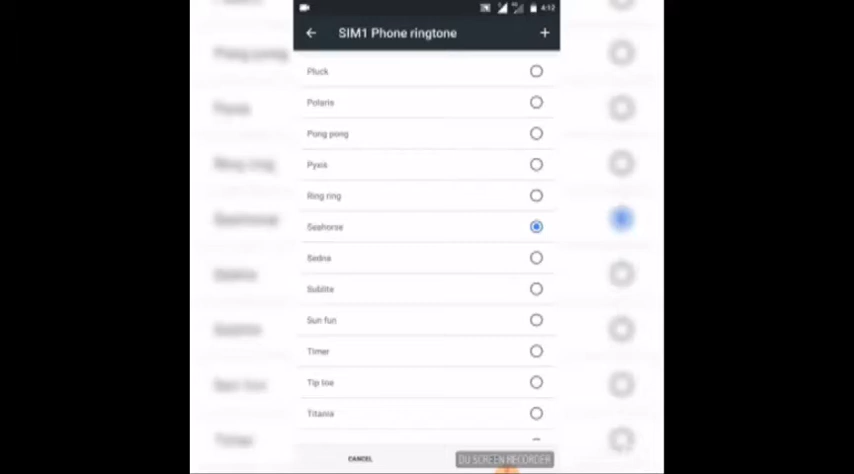 4:12
SIM1 Phone ringtone
Pluck
Polaris
Pong pong
Pyxis
Ring ring
Seahorse
Sedna
Sublite
Sun fun
Timer
Tip toe
Titania
CANCEL
DU SCREEN RECORDER